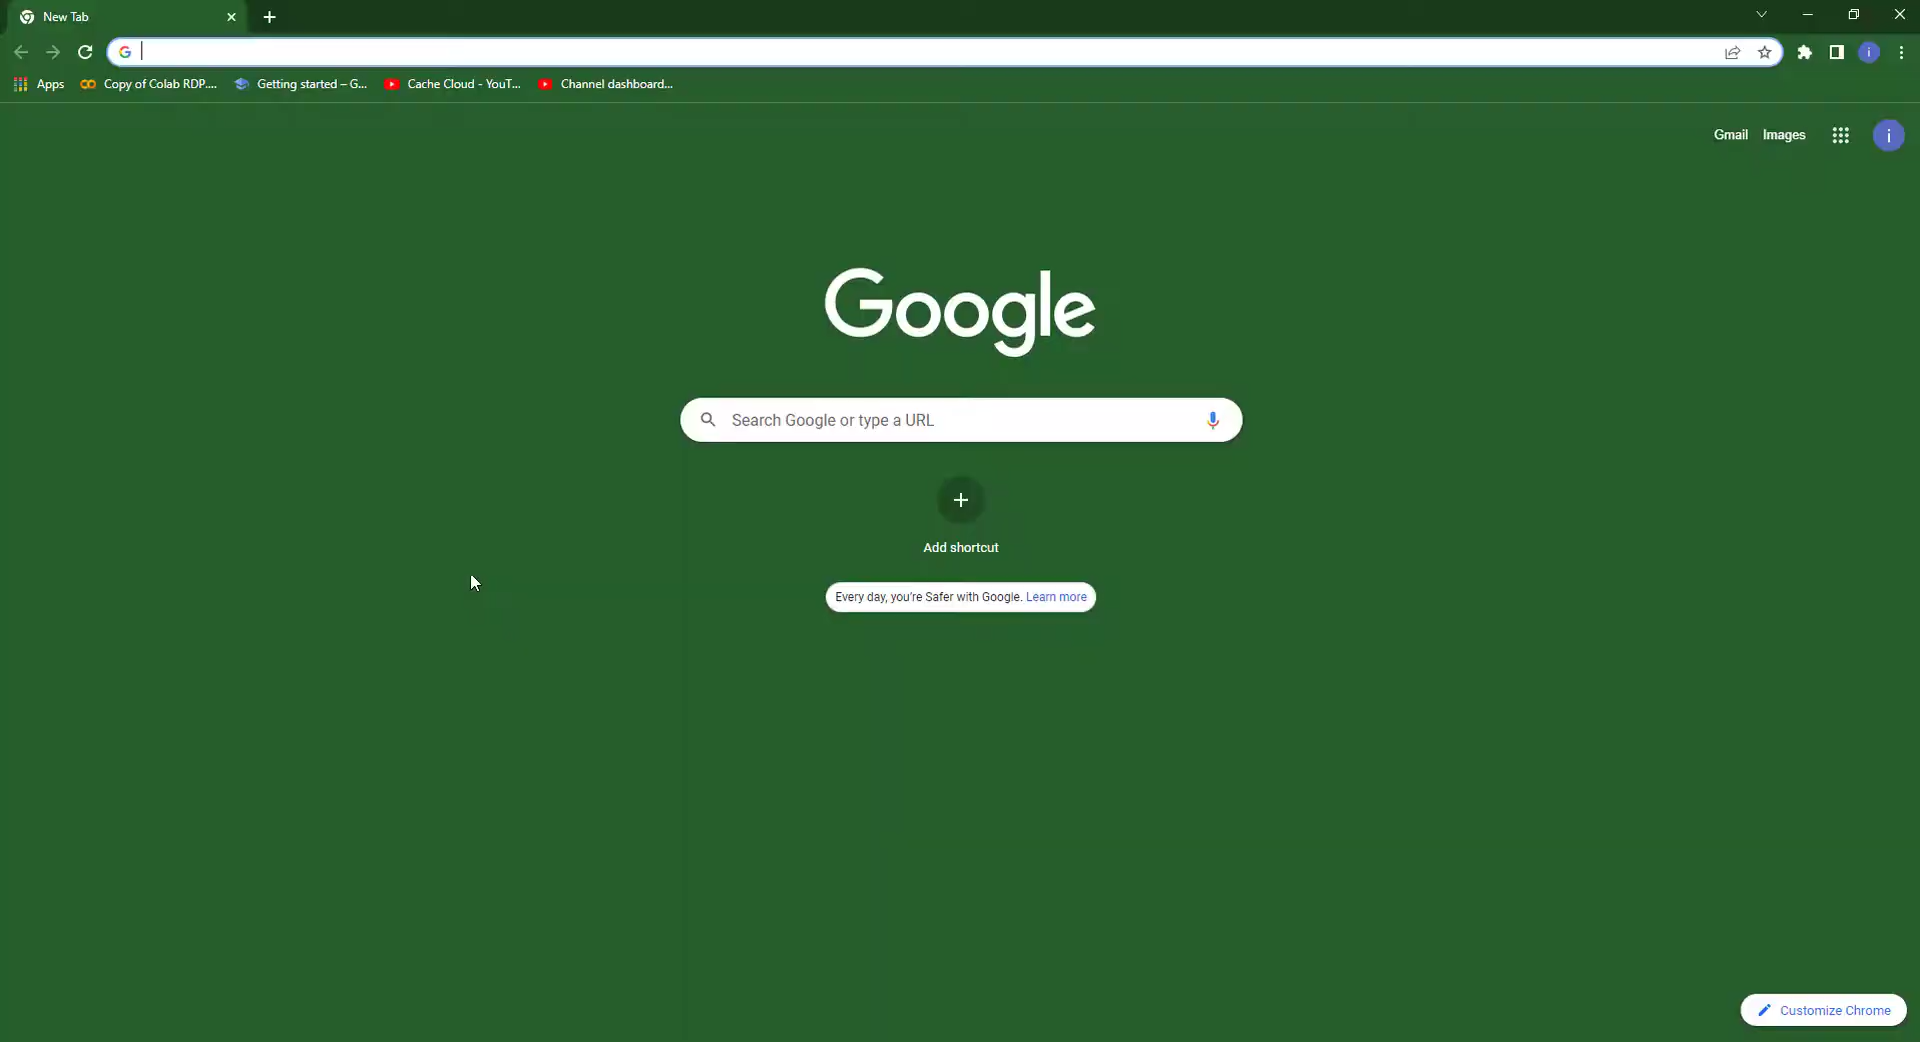 New Tab
Apps
Copy of Colab RDP....
Getting started – G...
Cache Cloud - YouT...
Channel dashboard...
Gmail
Images
i
Google
Search Google or type a URL
Add shortcut
Every day, you're Safer with Google. Learn more
Customize Chrome